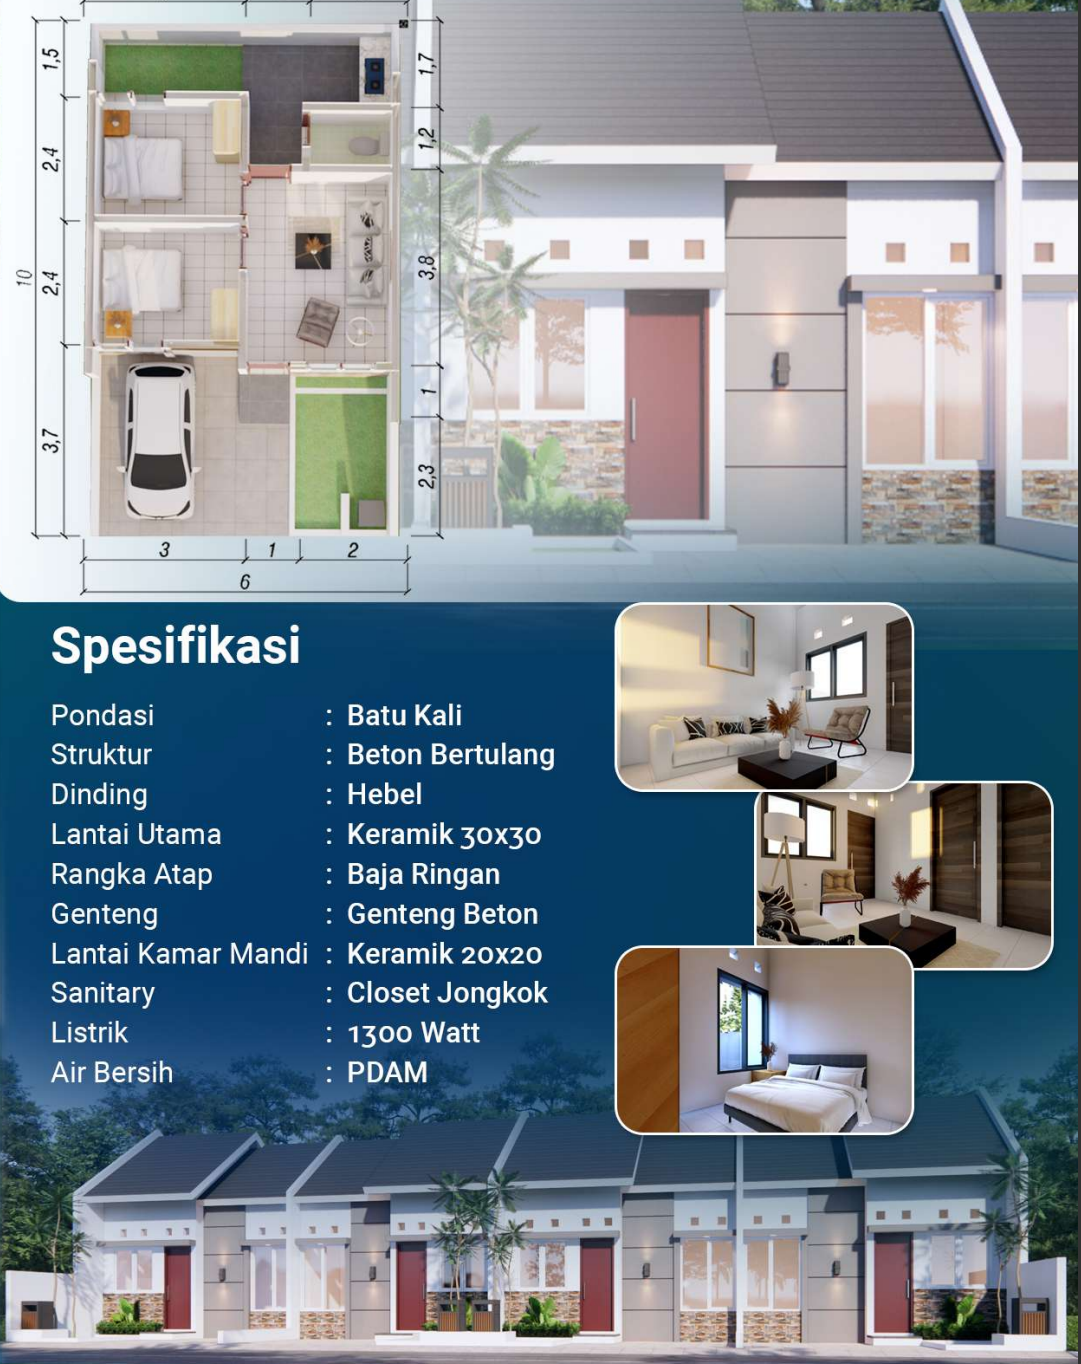 1,5
1,7
1,2
2,4
10
2,4
3,8
1
3,7
2,3
3
1
2
6
Spesifikasi
Pondasi : Batu Kali
Struktur : Beton Bertulang
Dinding : Hebel
Lantai Utama : Keramik 30x30
Rangka Atap : Baja Ringan
Genteng : Genteng Beton
Lantai Kamar Mandi : Keramik 20x20
Sanitary : Closet Jongkok
Listrik : 1300 Watt
Air Bersih : PDAM